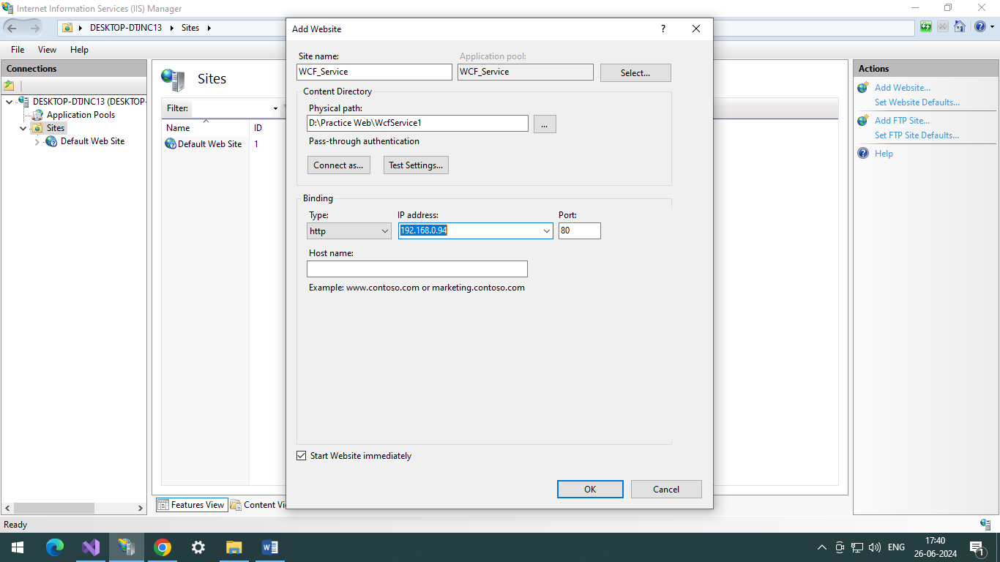 Internet Information Services (IIS) Manager
DESKTOP-DTJNC13
Sites
File View Help
Connections
DESKTOP-DTJNC13 (DESKTOP-
Application Pools
Sites
Default Web Site
Sites
Filter:
Name ID
Default Web Site 1
Features View
Content Vi
Add Website
?
Site name:
Application pool:
WCF_Service
WCF_Service
Select...
Content Directory
Physical path:
D:\Practice Web\WcfService1
...
Pass-through authentication
Connect as...
Test Settings...
Binding
Type:
IP address:
Port:
http
192.168.0.94
80
Host name:
Example: www.contoso.com or marketing.contoso.com
Start Website immediately
OK
Cancel
Actions
Add Website...
Set Website Defaults...
Add FTP Site...
Set FTP Site Defaults...
Help
Ready
ENG
17:40
26-06-2024
1